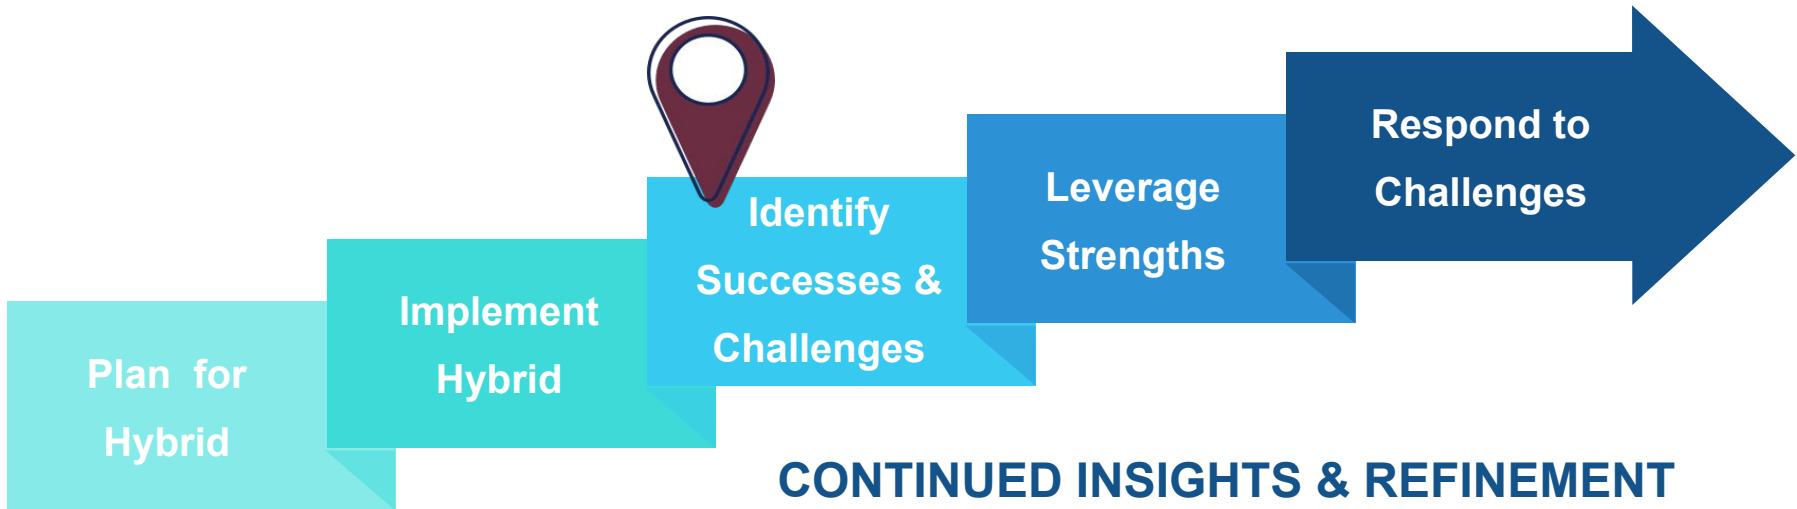 Plan for
Hybrid
Implement
Hybrid
Identify
Successes &
Challenges
Leverage
Strengths
Respond to
Challenges
CONTINUED INSIGHTS & REFINEMENT